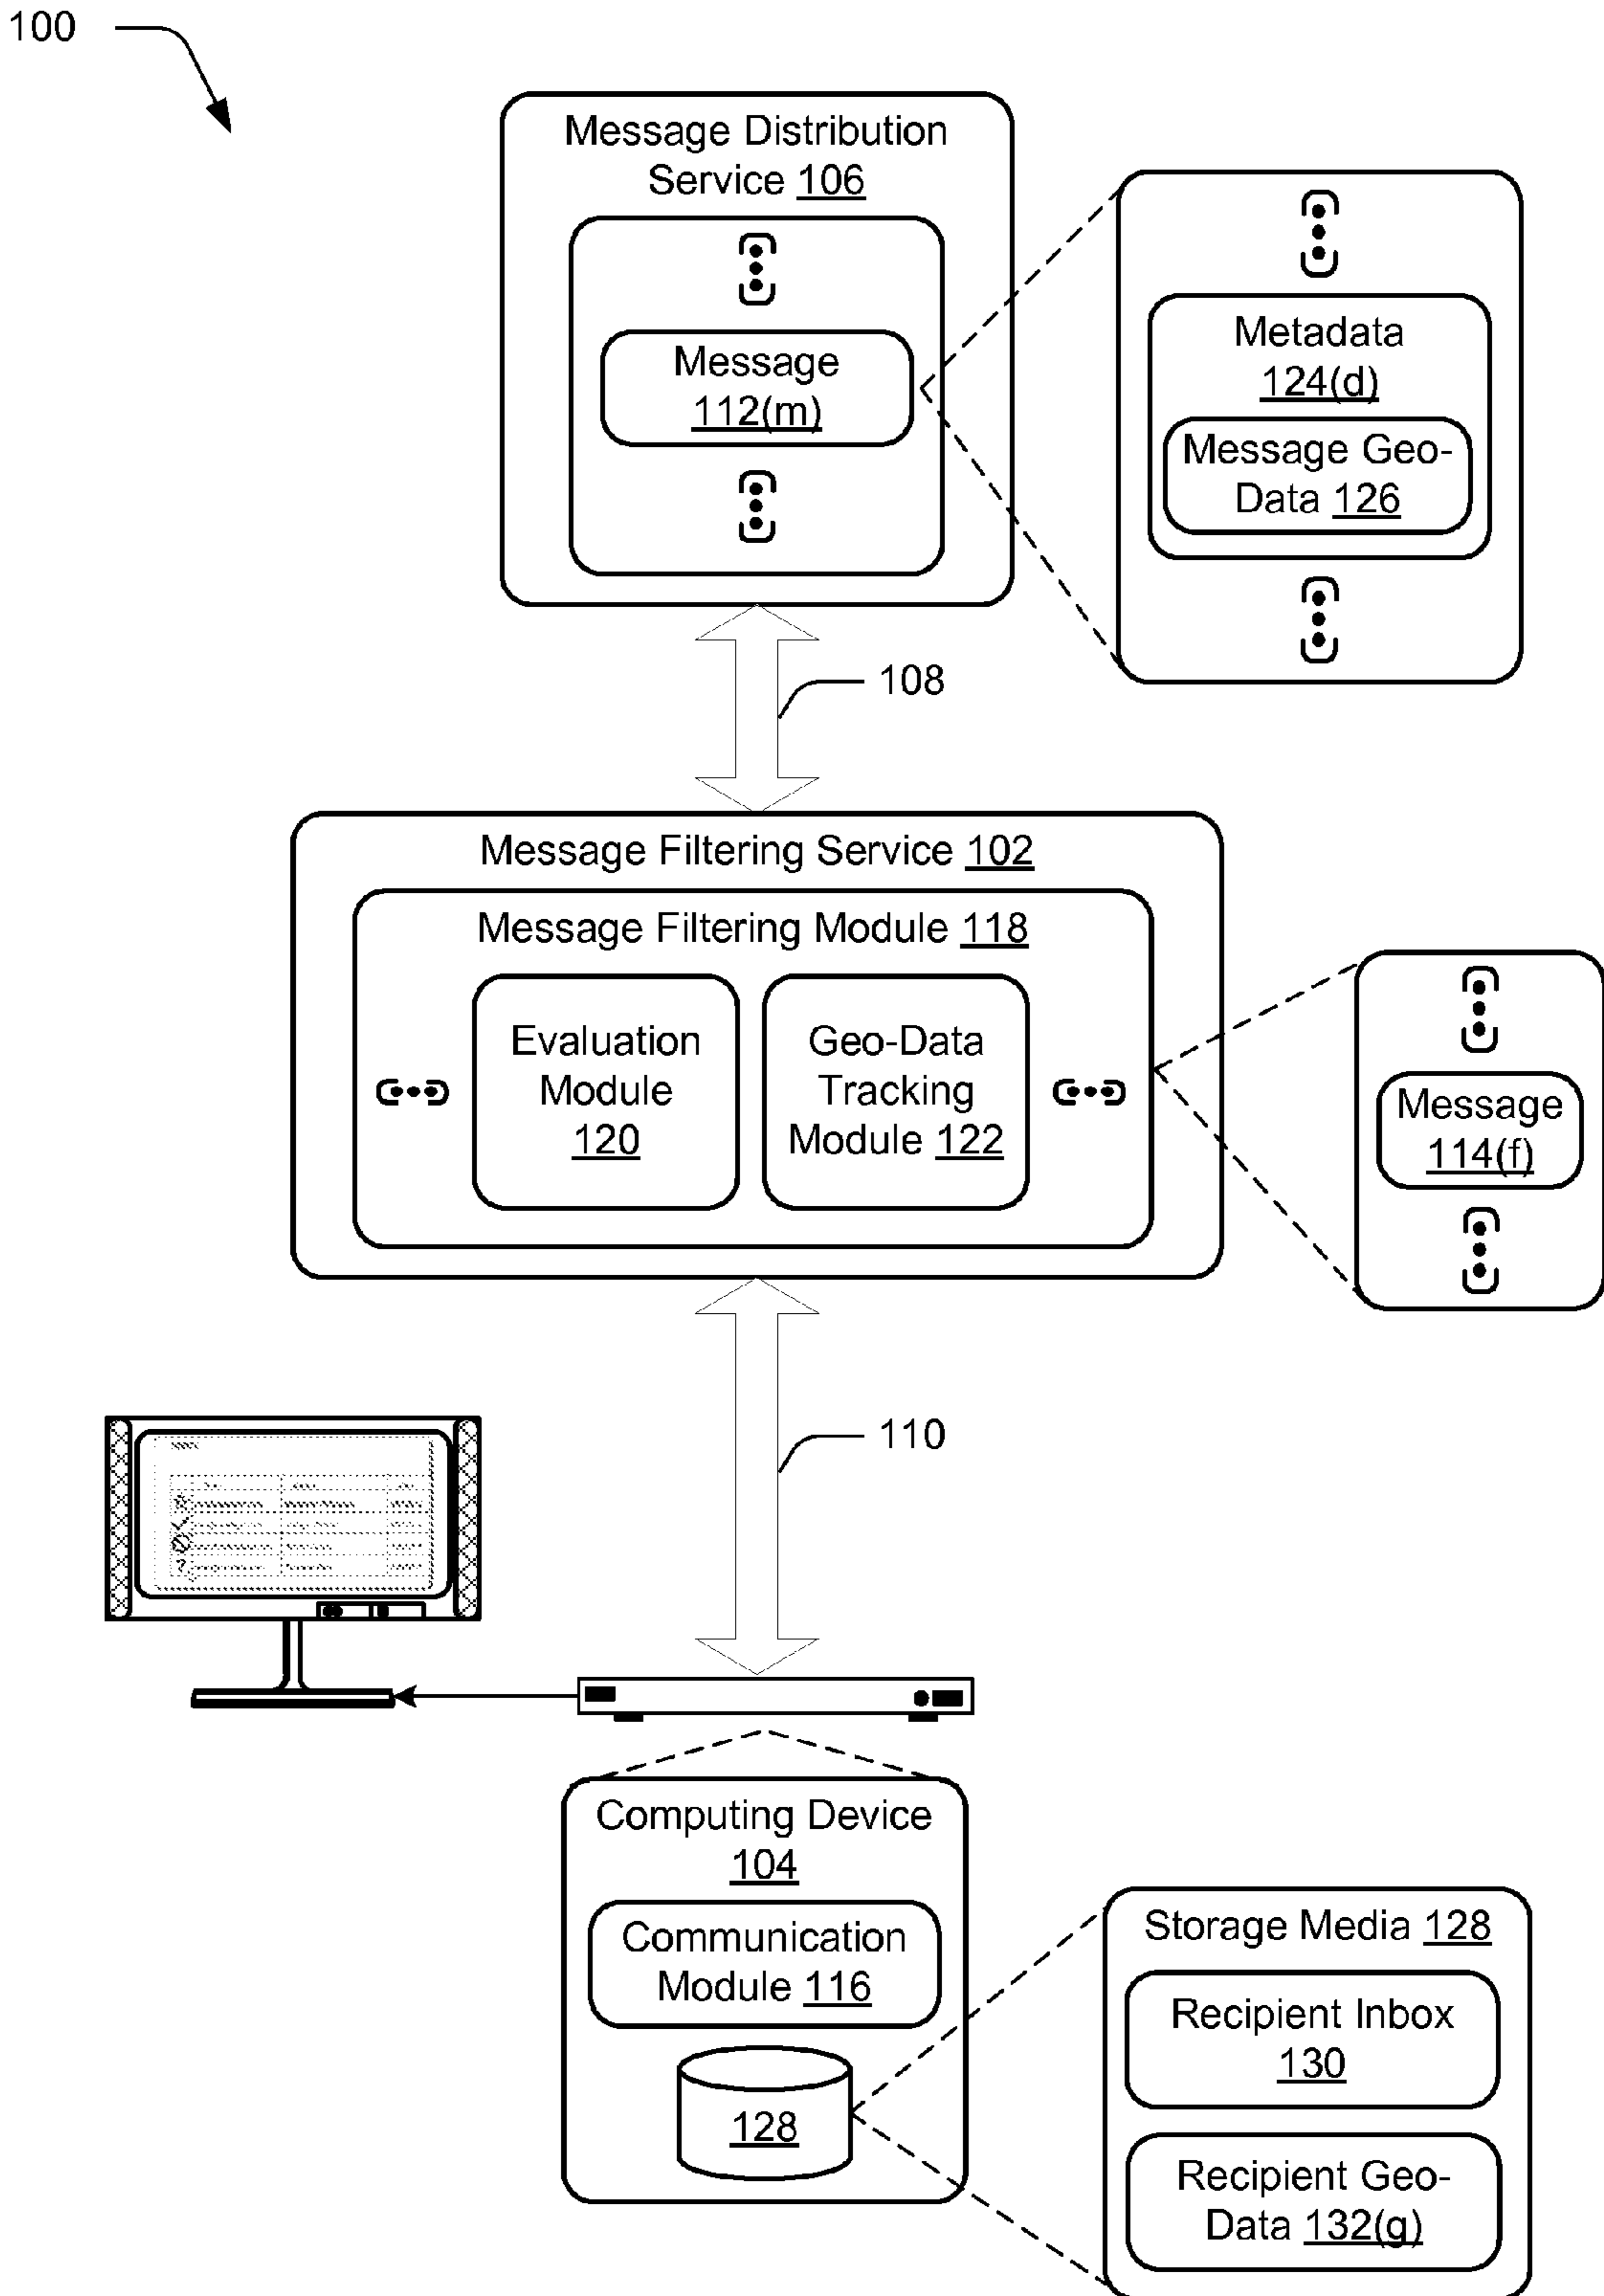 100
Message Distribution
Service 106
Message
112(m)
Metadata
124(d)
Message Geo-
Data 126
108
Message Filtering Service 102
Message Filtering Module 118
Evaluation
Module
120
Geo-Data
Tracking
Module 122
Message
114(f)
110
Computing Device
104
Communication
Module 116
128
Storage Media 128
Recipient Inbox
130
Recipient Geo-
Data 132(g)